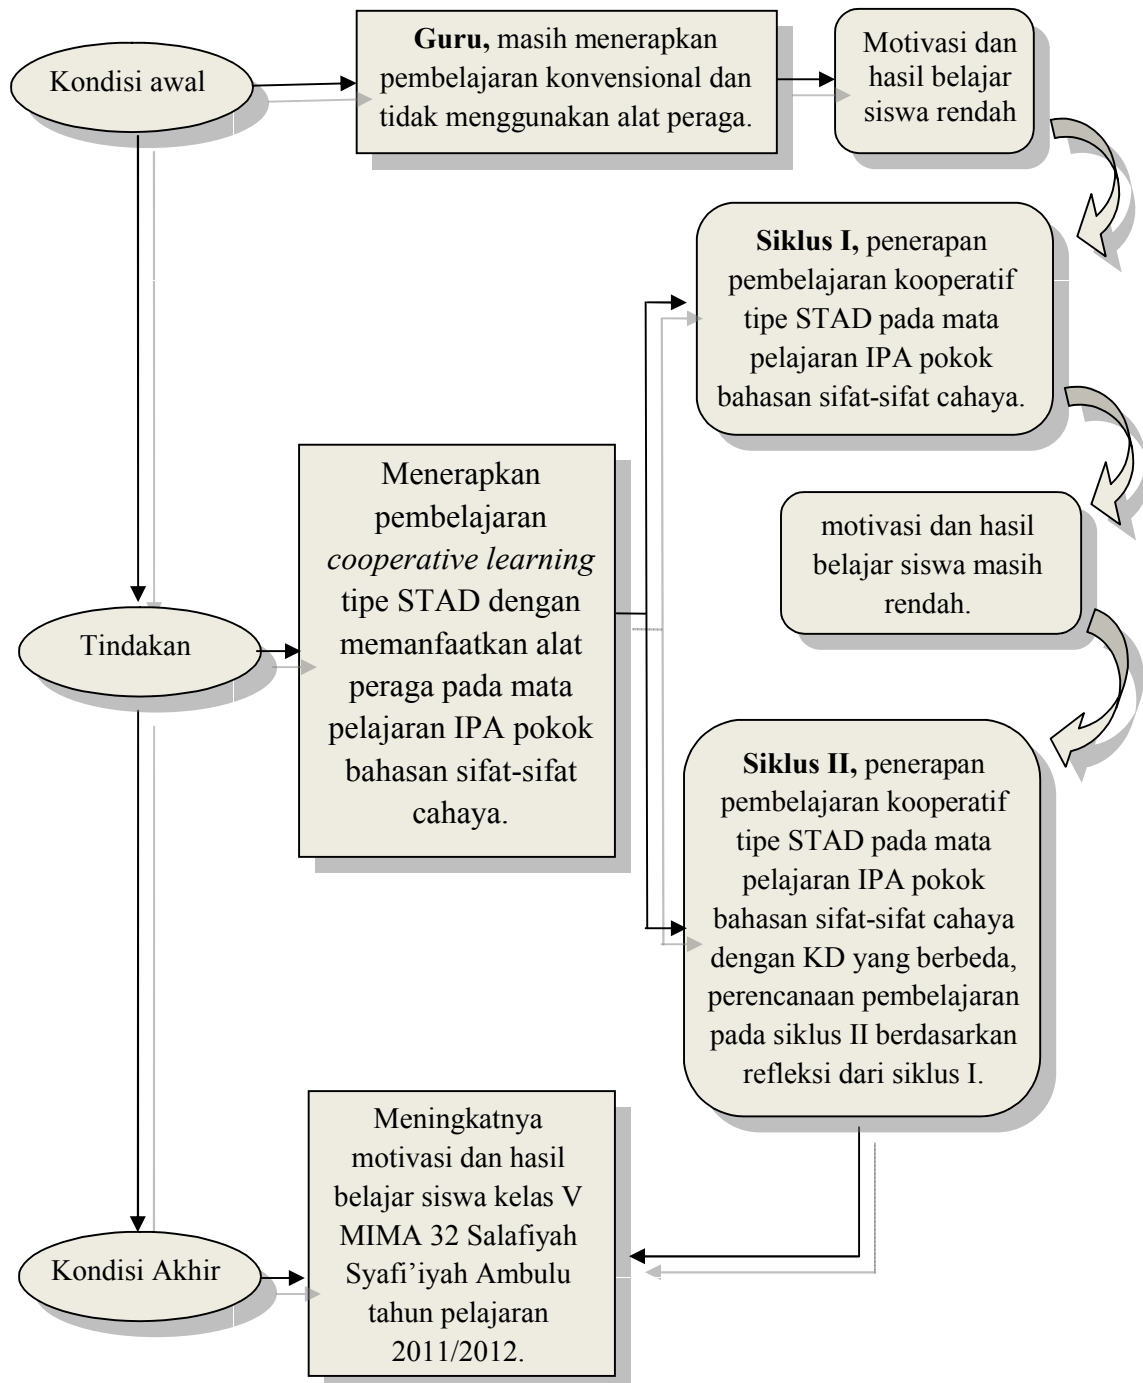 Kondisi awal
Guru, masih menerapkan
pembelajaran konvensional dan
tidak menggunakan alat peraga.
Motivasi dan
hasil belajar
siswa rendah
Siklus I, penerapan
pembelajaran kooperatif
tipe STAD pada mata
pelajaran IPA pokok
bahasan sifat-sifat cahaya.
Menerapkan
pembelajaran
cooperative learning
tipe STAD dengan
memanfaatkan alat
peraga pada mata
pelajaran IPA pokok
bahasan sifat-sifat
cahaya.
motivasi dan hasil
belajar siswa masih
rendah.
Tindakan
Siklus II, penerapan
pembelajaran kooperatif
tipe STAD pada mata
pelajaran IPA pokok
bahasan sifat-sifat cahaya
dengan KD yang berbeda,
perencanaan pembelajaran
pada siklus II berdasarkan
refleksi dari siklus I.
Kondisi Akhir
Meningkatnya
motivasi dan hasil
belajar siswa kelas V
MIMA 32 Salafiyah
Syafi’iyah Ambulu
tahun pelajaran
2011/2012.